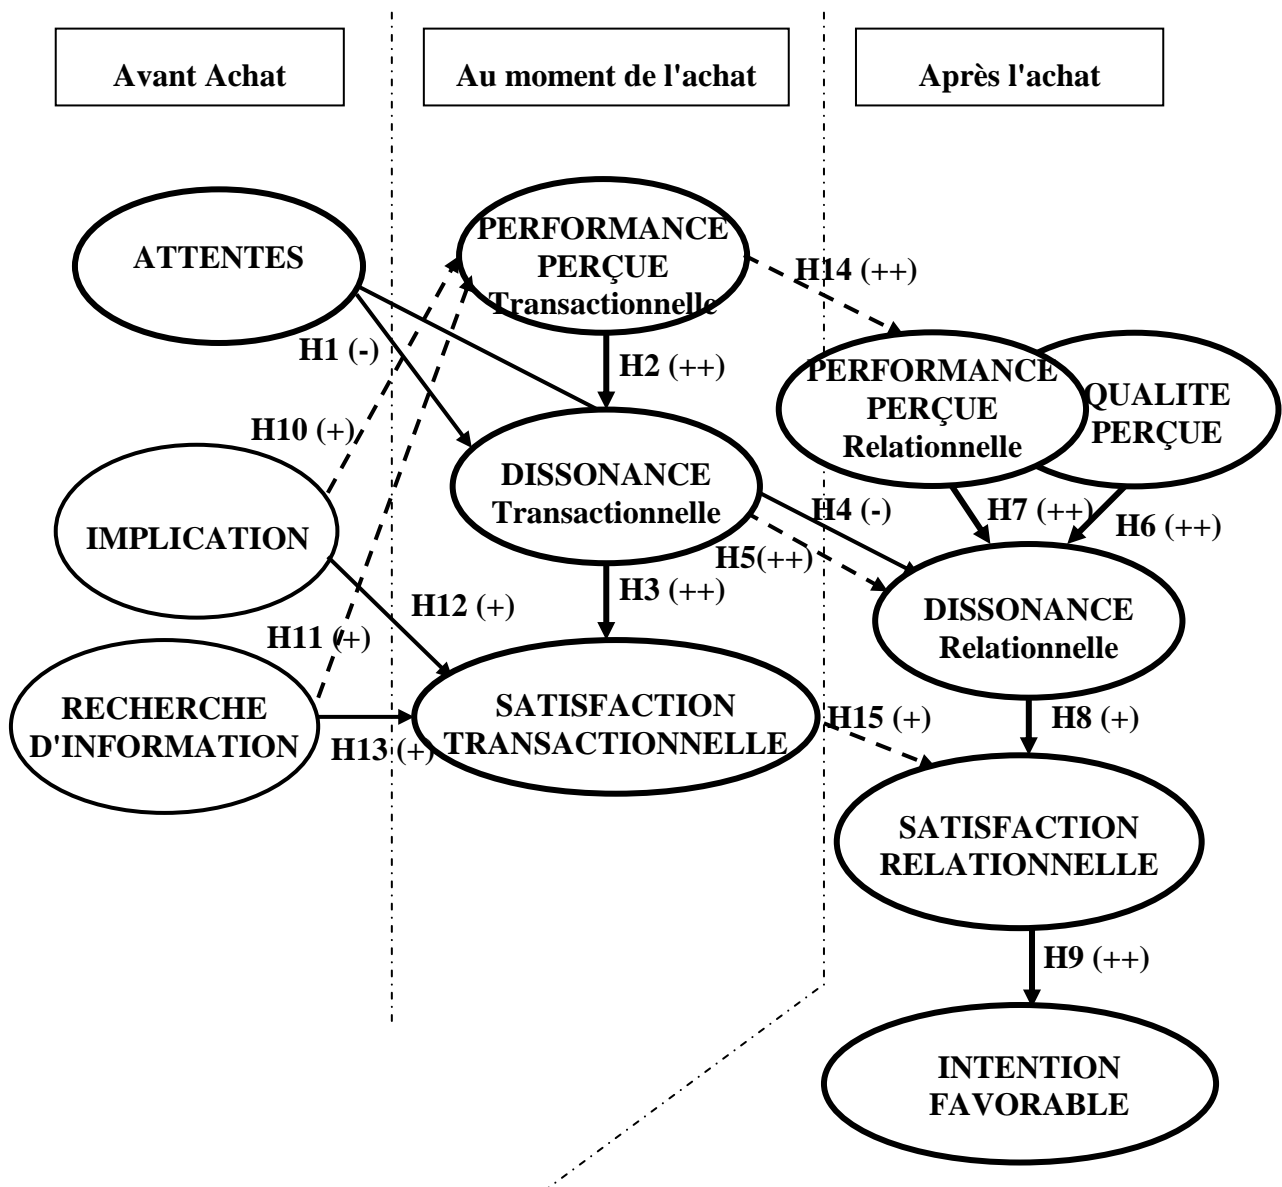 Avant Achat
Au moment de l'achat
Après l'achat
ATTENTES
PERFORMANCE
PERÇUE
Transactionnelle
H14 (++)
H1 (-)
H2 (++)
PERFORMANCE
PERÇUE
Relationnelle
QUALITE
PERÇUE
H10 (+)
DISSONANCE
Transactionnelle
H4 (-)
H7 (++)
H6 (++)
IMPLICATION
H5(++)
H12 (+)
H3 (++)
DISSONANCE
Relationnelle
H11 (+)
RECHERCHE
D'INFORMATION
H13 (+)
SATISFACTION
TRANSACTIONNELLE
H15 (+)
H8 (+)
SATISFACTION
RELATIONNELLE
H9 (++)
INTENTION
FAVORABLE